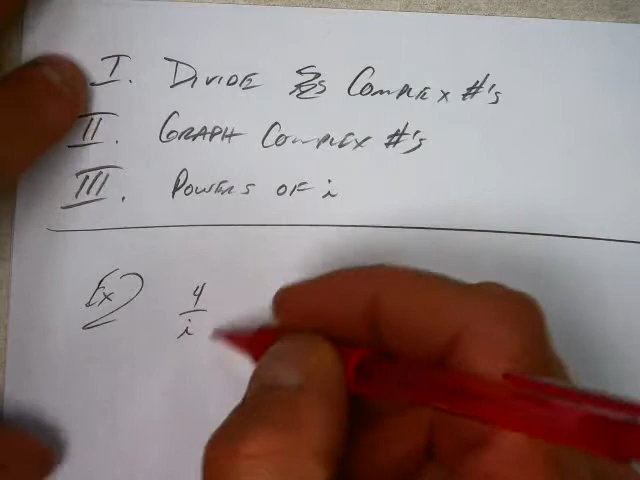 I. DIVIDE COMPLEX #'s
II. GRAPH COMPLEX #'s
III. POWERS OF i
Ex) 4
i